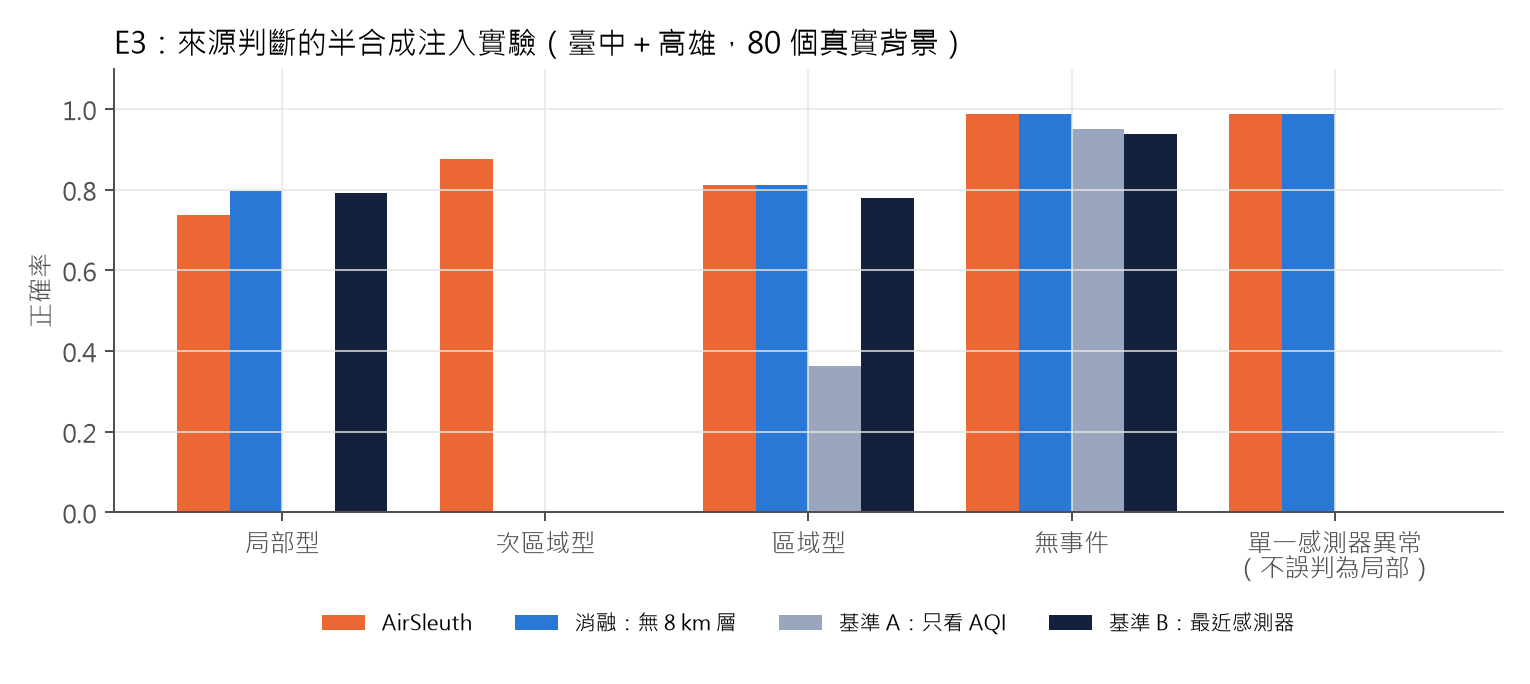 E3：來源判斷的半合成注入實驗（臺中＋高雄，80 個真實背景）
正確率
1.0
0.8
0.6
0.4
0.2
0.0
局部型
次區域型
區域型
無事件
單一感測器異常
（不誤判為局部）
AirSleuth
消融：無 8 km 層
基準 A：只看 AQI
基準 B：最近感測器